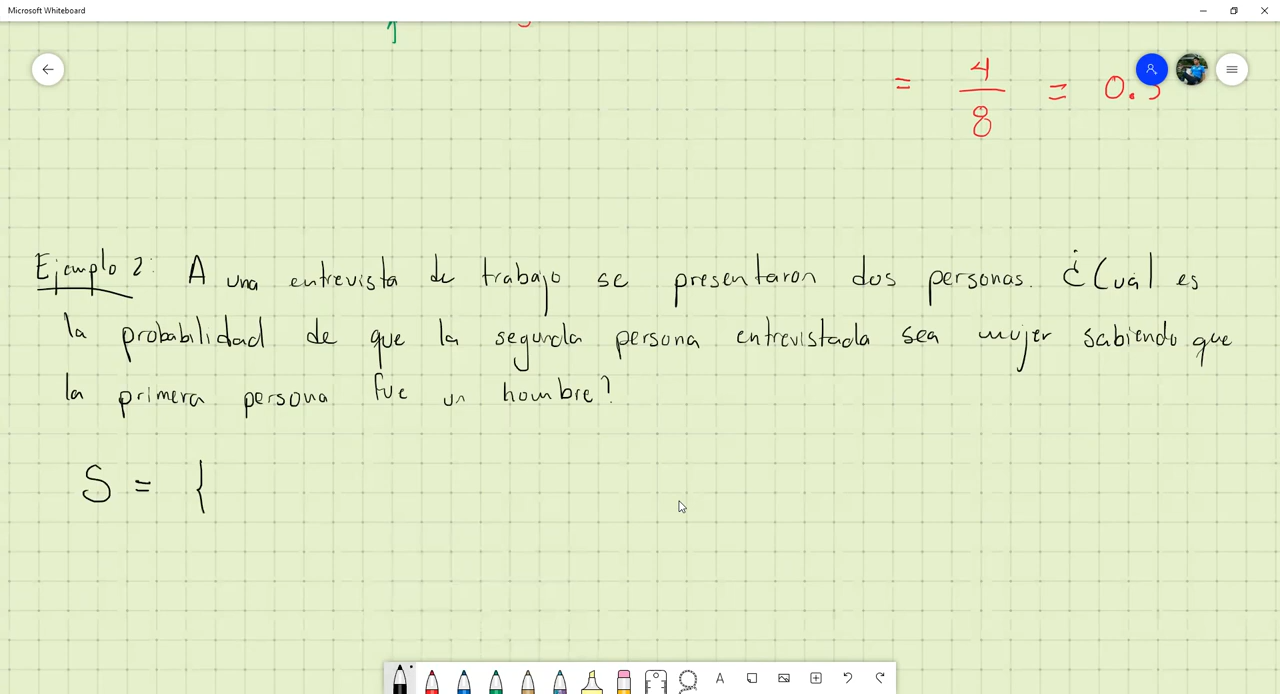 Microsoft Whiteboard
= 4/8 = 0.5
Ejemplo 2: A una entrevista de trabajo se presentaron dos personas. ¿Cuál es
la probabilidad de que la segunda persona entrevistada sea mujer sabiendo que
la primera persona fue un hombre?
S = {
A